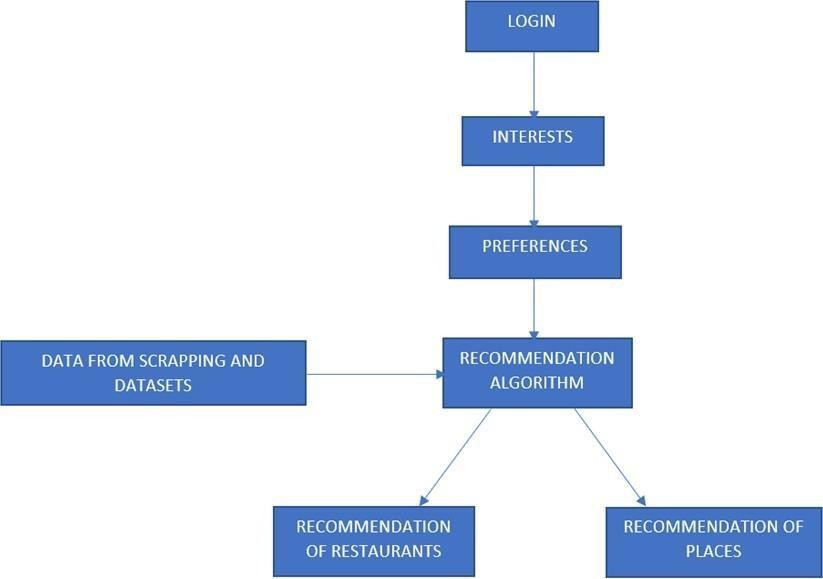 LOGIN
INTERESTS
PREFERENCES
DATA FROM SCRAPPING AND
DATASETS
RECOMMENDATION
ALGORITHM
RECOMMENDATION
OF RESTAURANTS
RECOMMENDATION OF
PLACES